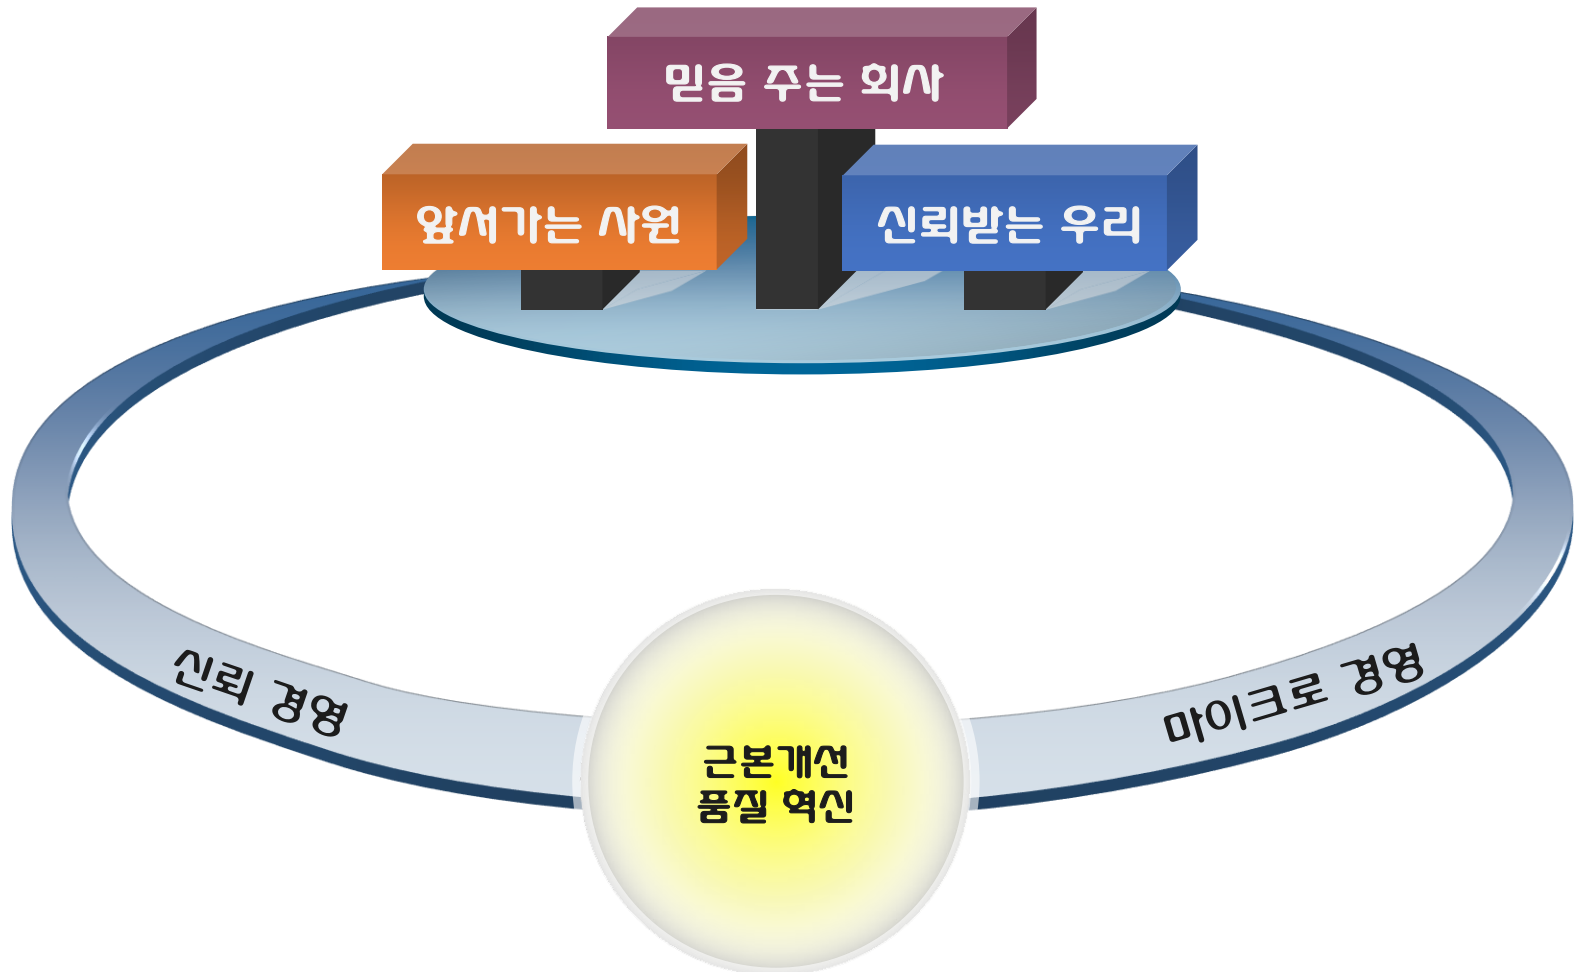 믿음 주는 회사
앞서가는 사원
신뢰받는 우리
신뢰 경영
마이크로 경영
근본개선
품질 혁신